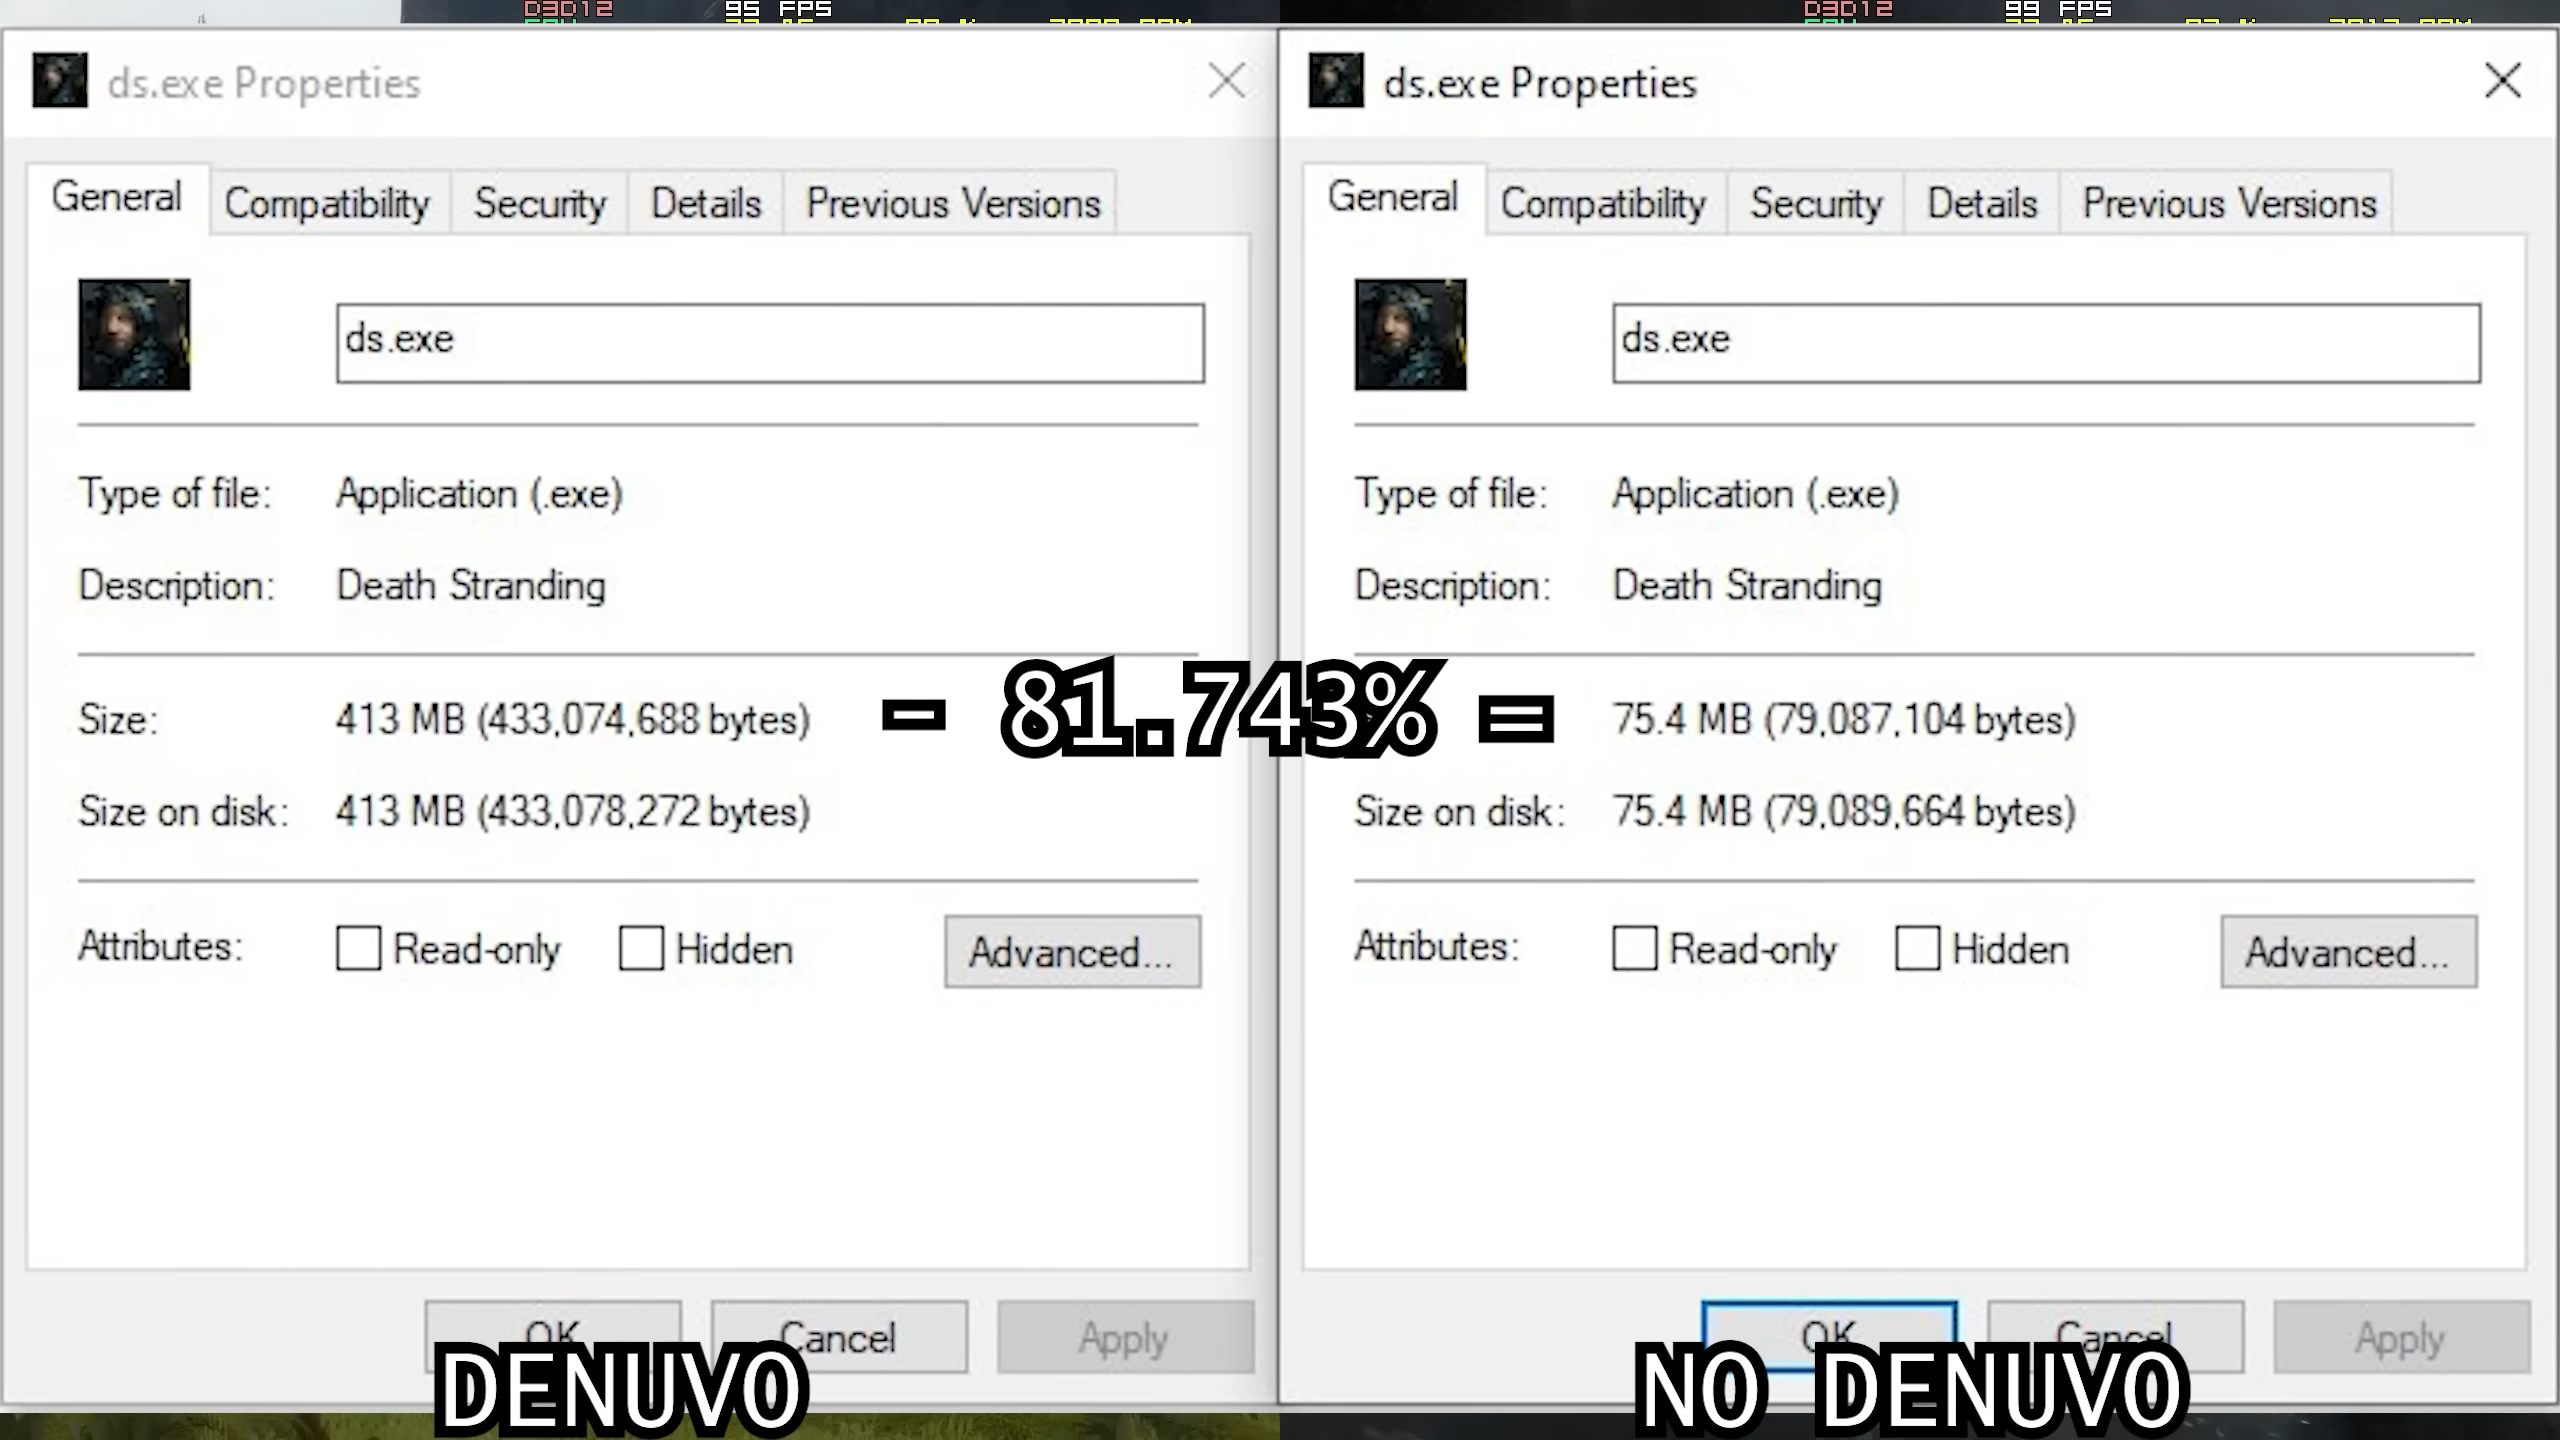 D3D12 95 FPS
D3D12 99 FPS
ds.exe Properties
General Compatibility Security Details Previous Versions
ds.exe
Type of file: Application (.exe)
Description: Death Stranding
Size: 413 MB (433,074,688 bytes)
Size on disk: 413 MB (433,078,272 bytes)
Attributes: Read-only Hidden Advanced...
OK Cancel Apply
DENUVO
- 81.743% =
ds.exe Properties
General Compatibility Security Details Previous Versions
ds.exe
Type of file: Application (.exe)
Description: Death Stranding
75.4 MB (79,087,104 bytes)
Size on disk: 75.4 MB (79,089,664 bytes)
Attributes: Read-only Hidden Advanced...
OK Cancel Apply
NO DENUVO